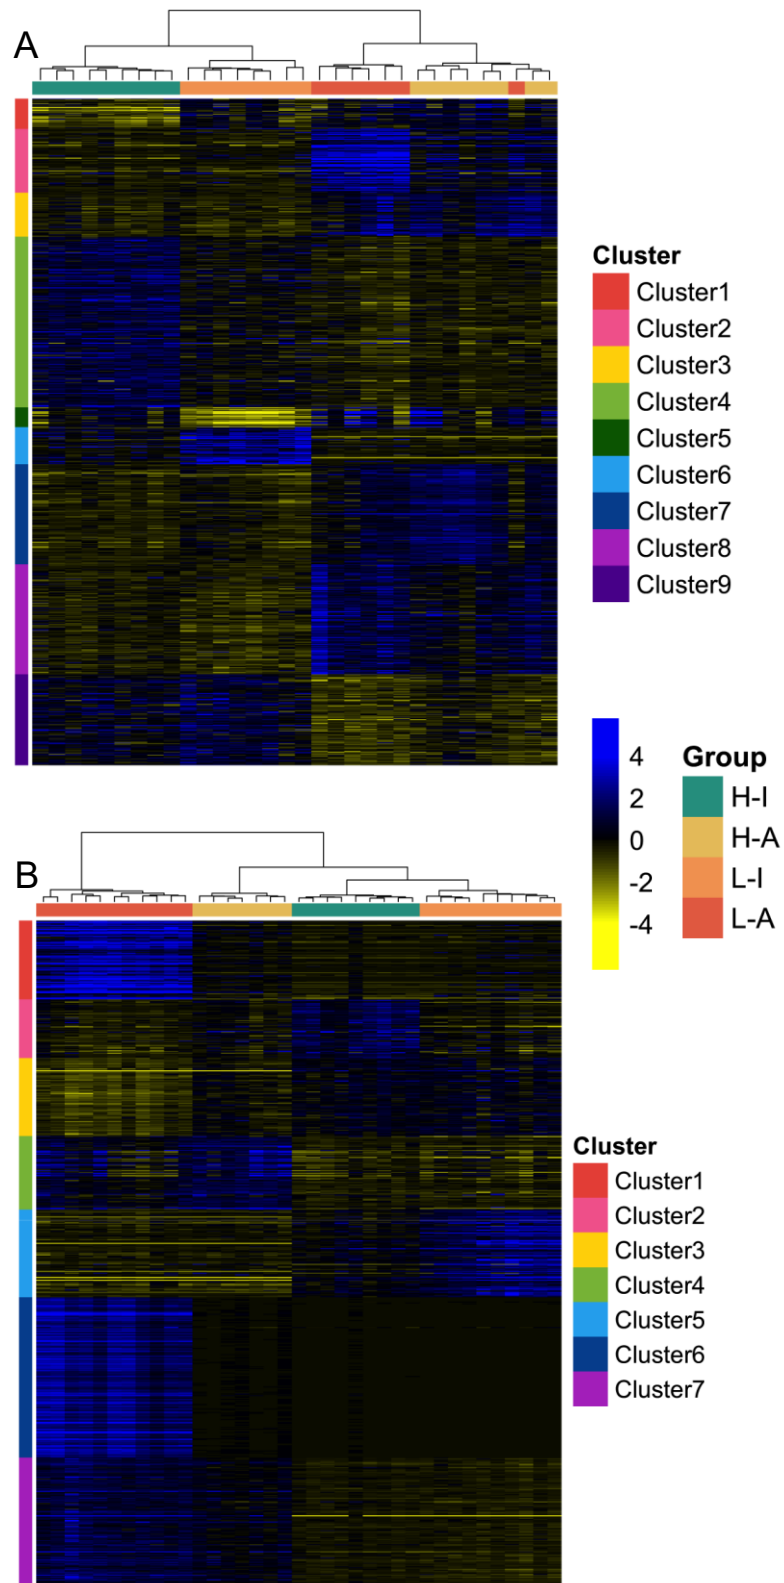 A
Cluster
Cluster1
Cluster2
Cluster3
Cluster4
Cluster5
Cluster6
Cluster7
Cluster8
Cluster9
4
2
0
-2
-4
Group
H-I
H-A
L-I
L-A
B
Cluster
Cluster1
Cluster2
Cluster3
Cluster4
Cluster5
Cluster6
Cluster7